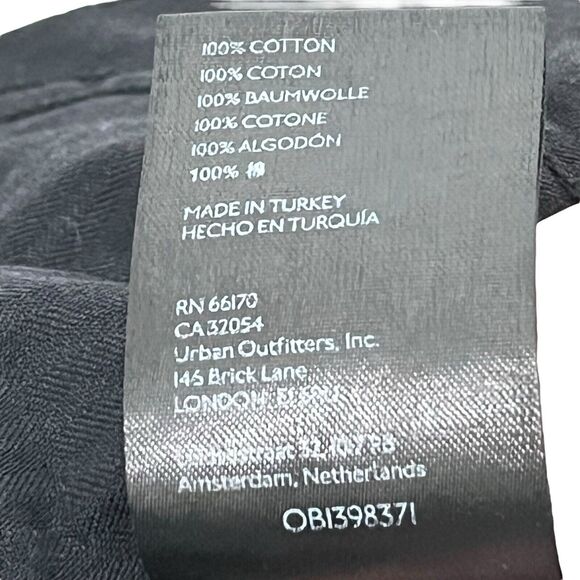 100% COTTON
100% COTON
100% BAUMWOLLE
100% COTONE
100% ALGODÓN
100% 棉
MADE IN TURKEY
HECHO EN TURQUÍA
RN 66170
CA 32054
Urban Outfitters, Inc.
146 Brick Lane
LONDON
Amsterdam, Netherlands
OB1398371